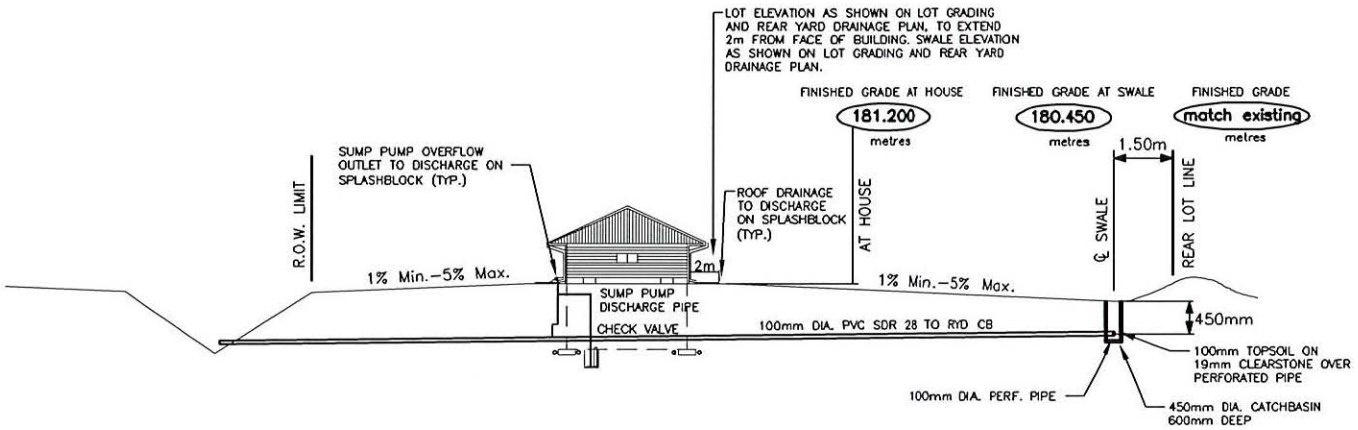 LOT ELEVATION AS SHOWN ON LOT GRADING
AND REAR YARD DRAINAGE PLAN, TO EXTEND
2m FROM FACE OF BUILDING. SWALE ELEVATION
AS SHOWN ON LOT GRADING AND REAR YARD
DRAINAGE PLAN.
FINISHED GRADE AT HOUSE
181.200
metres
FINISHED GRADE AT SWALE
180.450
metres
FINISHED GRADE
match existing
1.50m
SUMP PUMP OVERFLOW
OUTLET TO DISCHARGE ON
SPLASHBLOCK (TYP.)
R.O.W. LIMIT
ROOF DRAINAGE
TO DISCHARGE
ON SPLASHBLOCK
(TYP.)
AT HOUSE
℄ SWALE
REAR LOT LINE
2m
1% Min.–5% Max.
1% Min.–5% Max.
SUMP PUMP
DISCHARGE PIPE
CHECK VALVE
100mm DIA. PVC SDR 28 TO RYD CB
450mm
100mm TOPSOIL ON
19mm CLEARSTONE OVER
PERFORATED PIPE
100mm DIA. PERF. PIPE
450mm DIA. CATCHBASIN
600mm DEEP